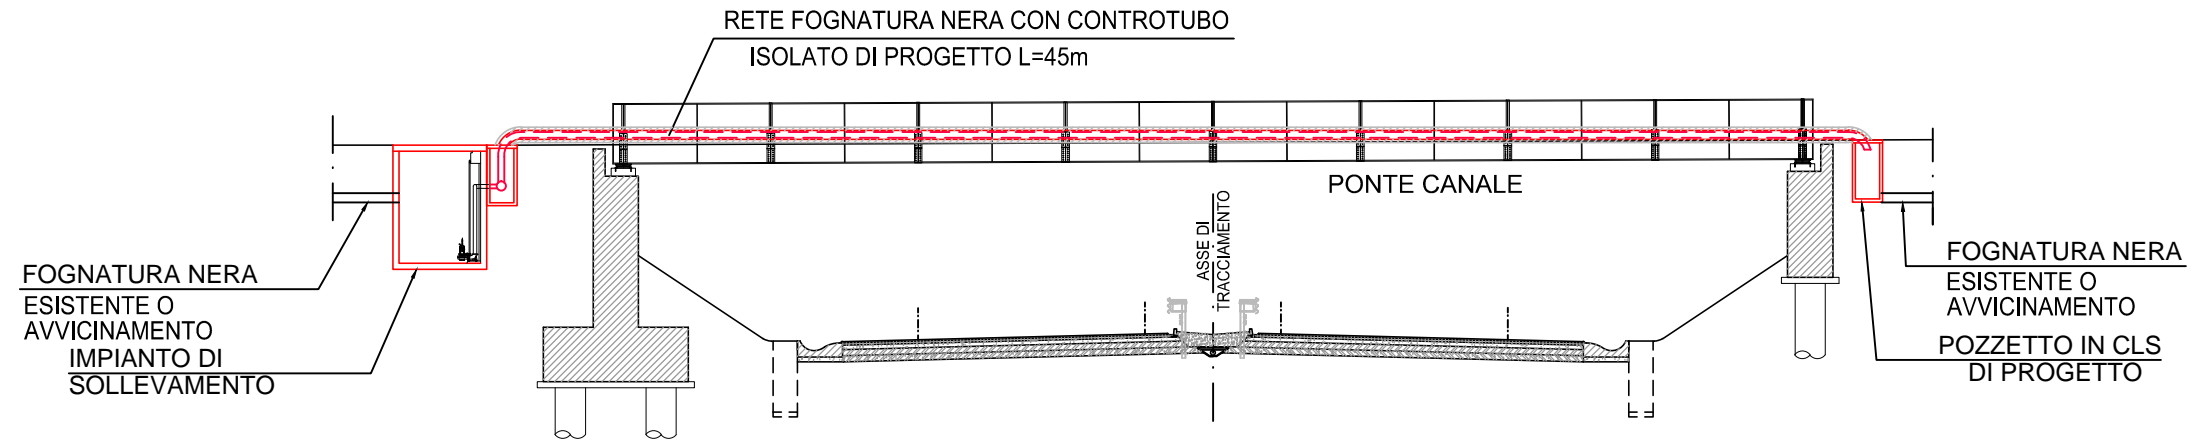 RETE FOGNATURA NERA CON CONTROTUBO
ISOLATO DI PROGETTO L=45m
PONTE CANALE
ASSE DI
TRACCIAMENTO
FOGNATURA NERA
ESISTENTE O
AVVICINAMENTO
IMPIANTO DI
SOLLEVAMENTO
FOGNATURA NERA
ESISTENTE O
AVVICINAMENTO
POZZETTO IN CLS
DI PROGETTO